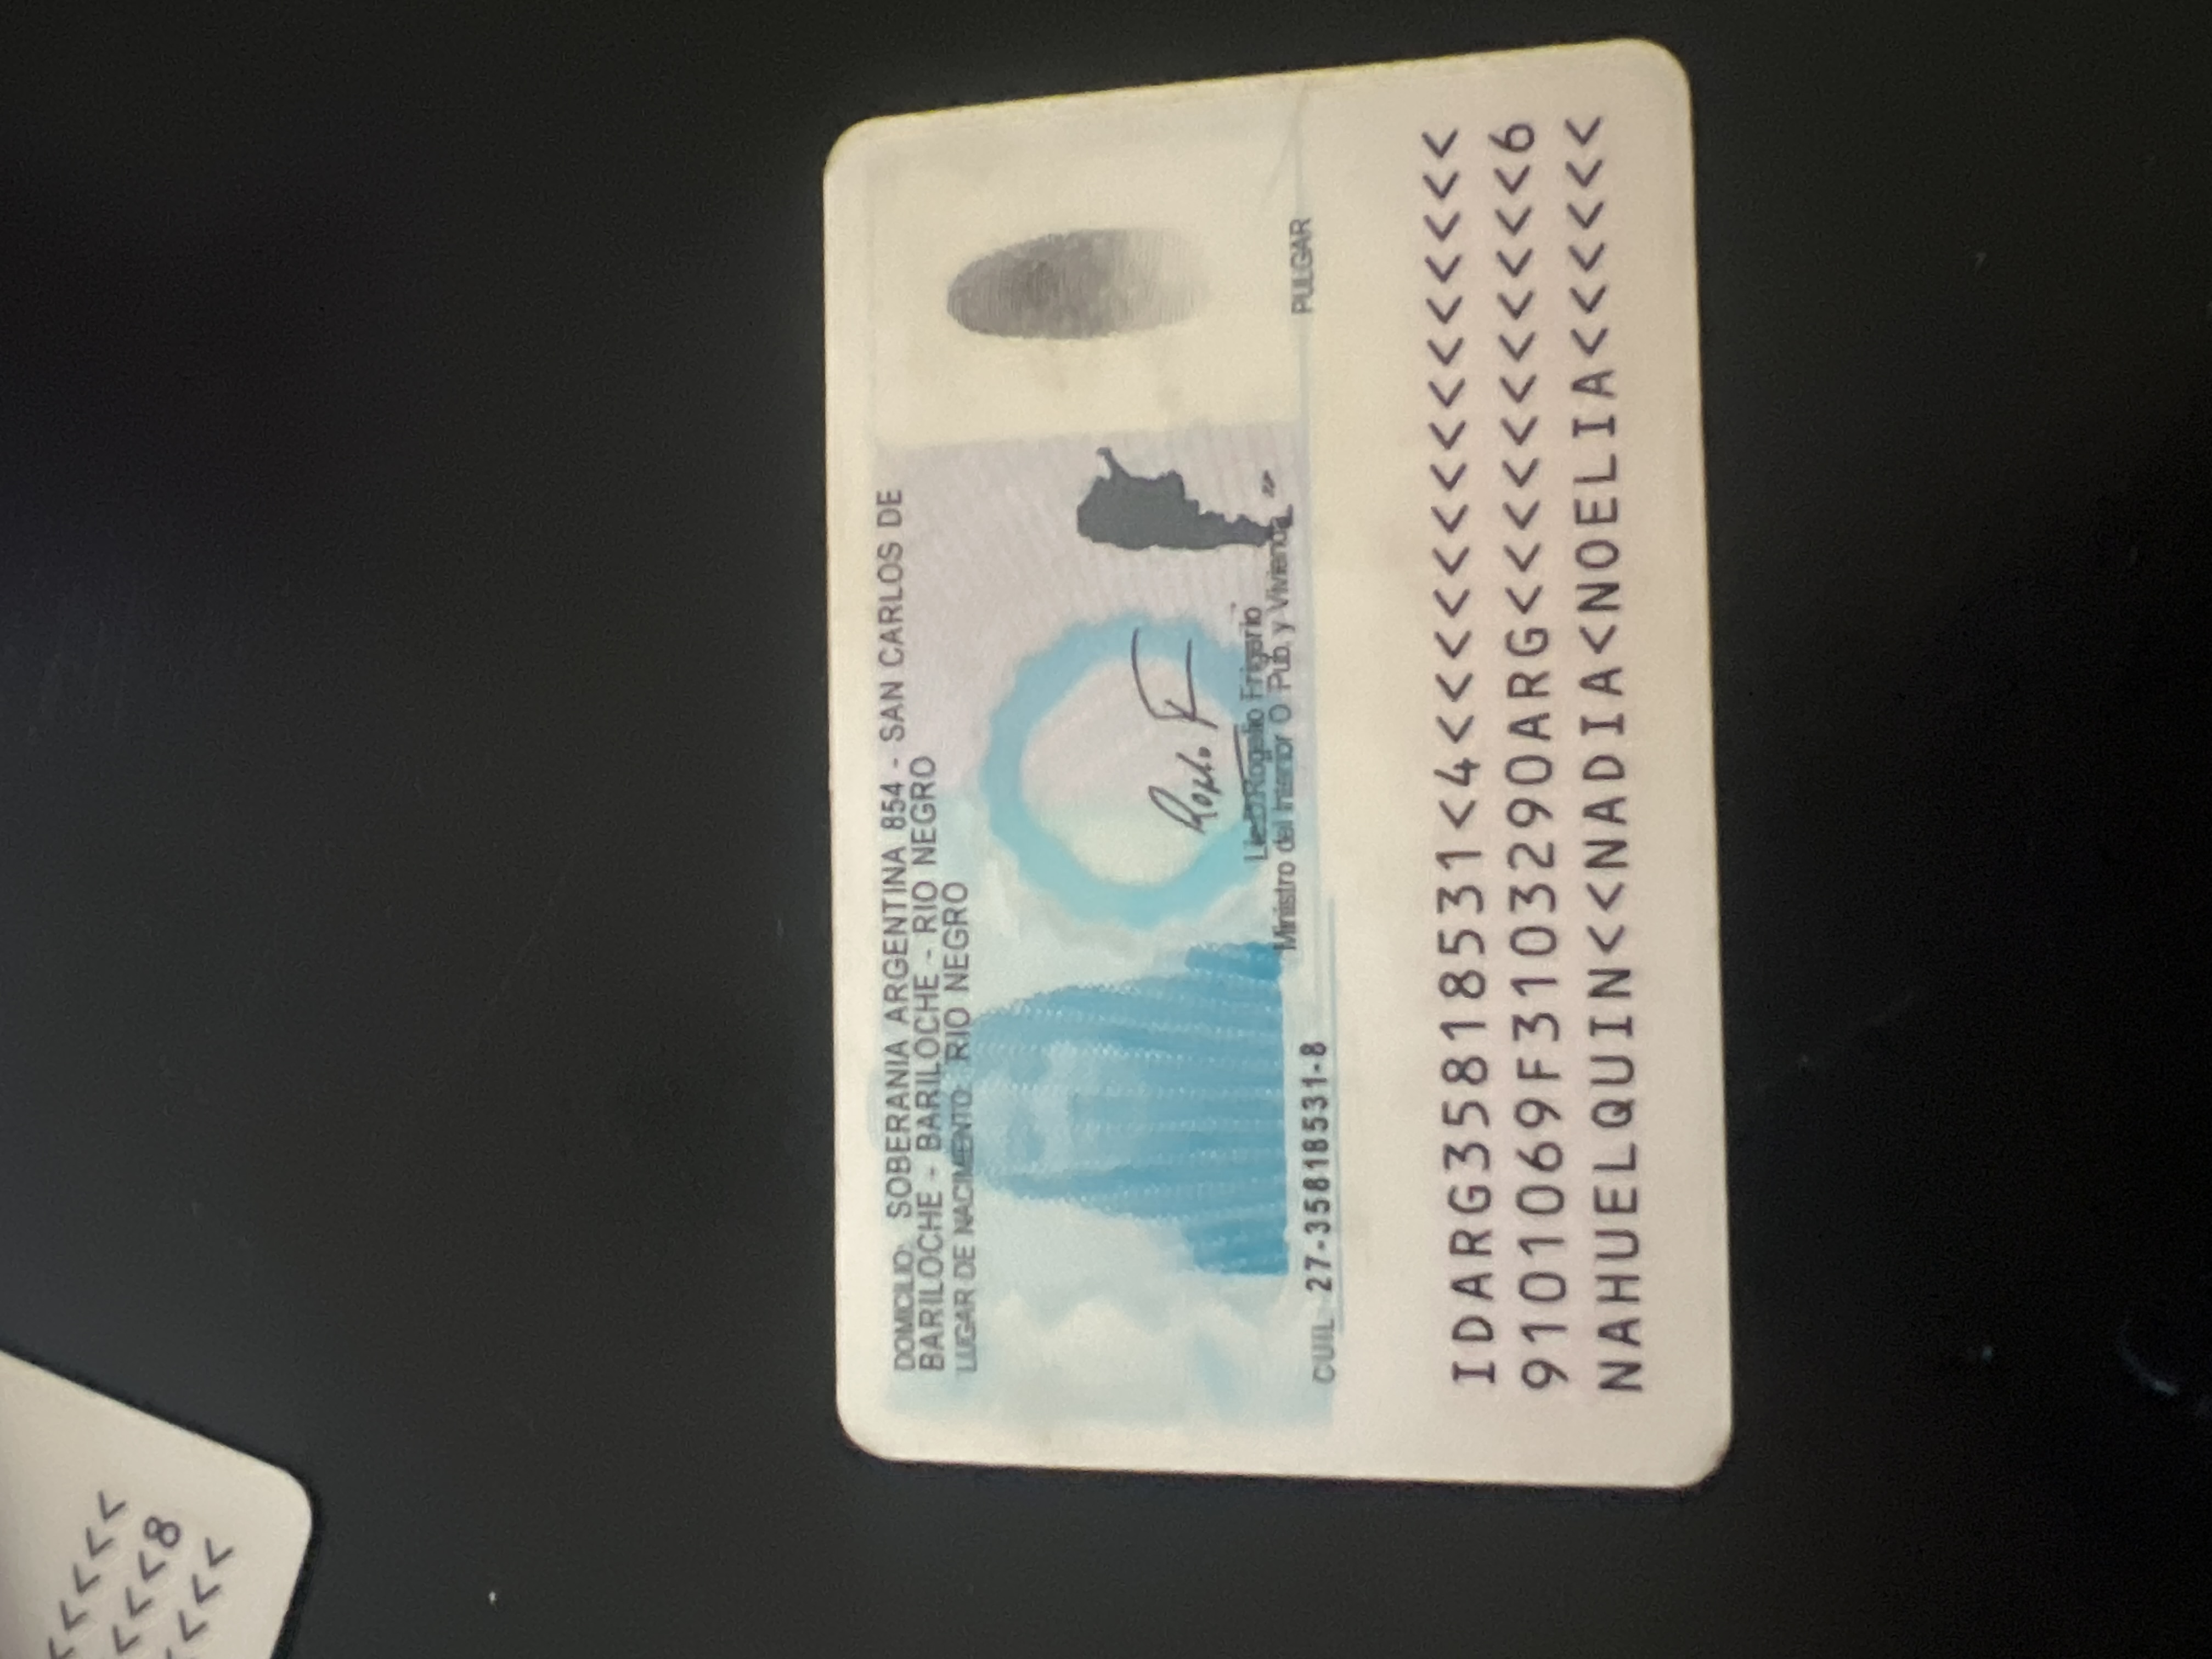 <<<<<
<<<<8
<<<<
DOMICILIO: SOBERANIA ARGENTINA 854 - SAN CARLOS DE
BARILOCHE - BARILOCHE - RIO NEGRO
LUGAR DE NACIMIENTO: RIO NEGRO
Rogelio Frigerio
Ministro del Interior O. Pub. y Vivienda
CUIL 27-35818531-8
PULGAR
IDARG35818531<4<<<<<<<<<<<<<<<
9101069F3103290ARG<<<<<<<<<<<6
NAHUELQUIN<<NADIA<NOELIA<<<<<<